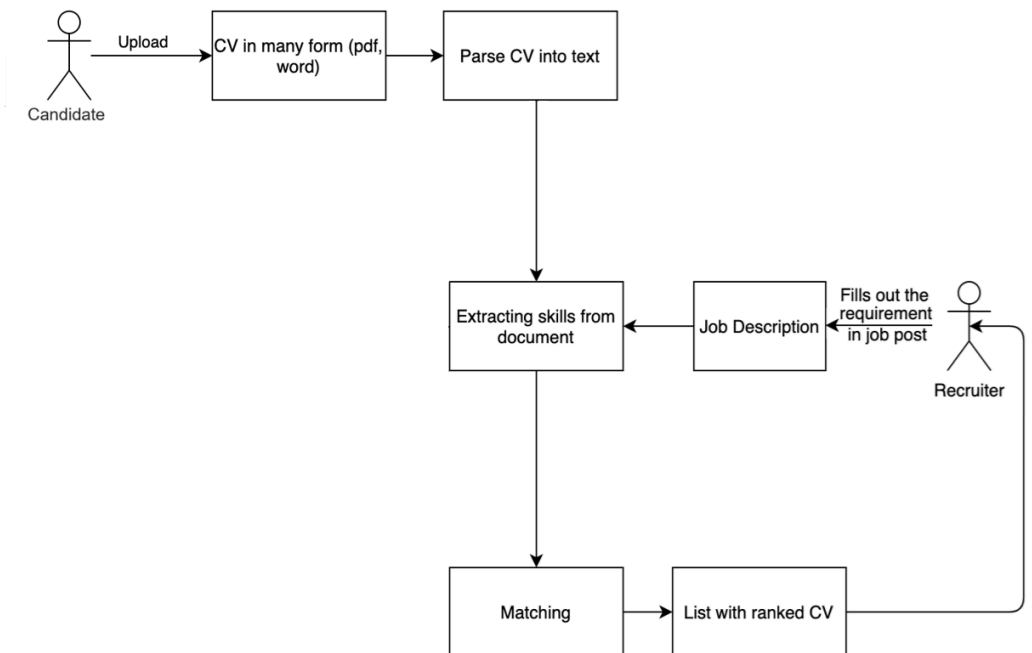 Upload
CV in many form (pdf,
word)
Parse CV into text
Candidate
Extracting skills from
document
Job Description
Fills out the
requirement
in job post
Recruiter
Matching
List with ranked CV